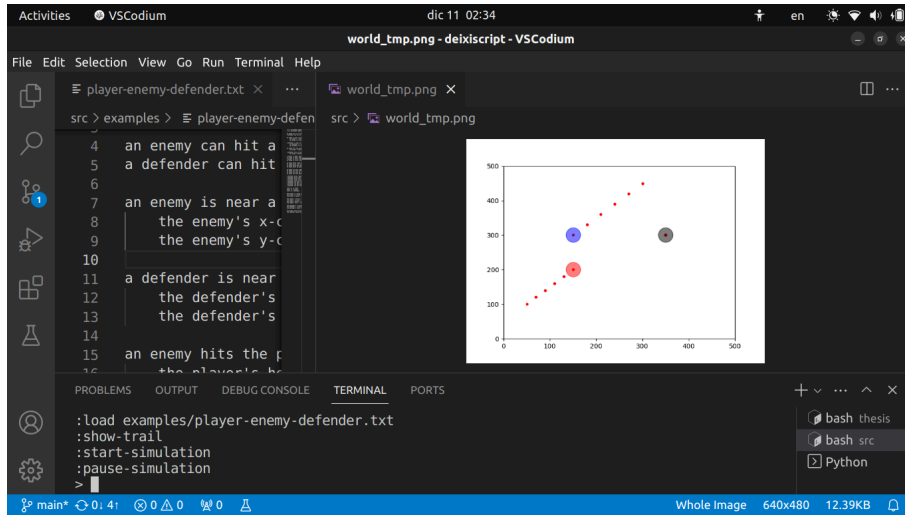 Activities VSCodium dic 11 02:34 en
world_tmp.png - deixiscript - VSCodium
File Edit Selection View Go Run Terminal Help
player-enemy-defender.txt × ··· world_tmp.png ×
src > examples > player-enemy-defen src > world_tmp.png
4 an enemy can hit a
5 a defender can hit
6
7 an enemy is near a
8 the enemy's x-c
9 the enemy's y-c
10
11 a defender is near
12 the defender's
13 the defender's
14
15 an enemy hits the p
500
400
300
200
100
0
0 100 200 300 400 500
1
PROBLEMS OUTPUT DEBUG CONSOLE TERMINAL PORTS
:load examples/player-enemy-defender.txt
:show-trail
:start-simulation
:pause-simulation
>
bash thesis
bash src
Python
main* 0↓ 4↑ 0 0 0 Whole Image 640x480 12.39KB